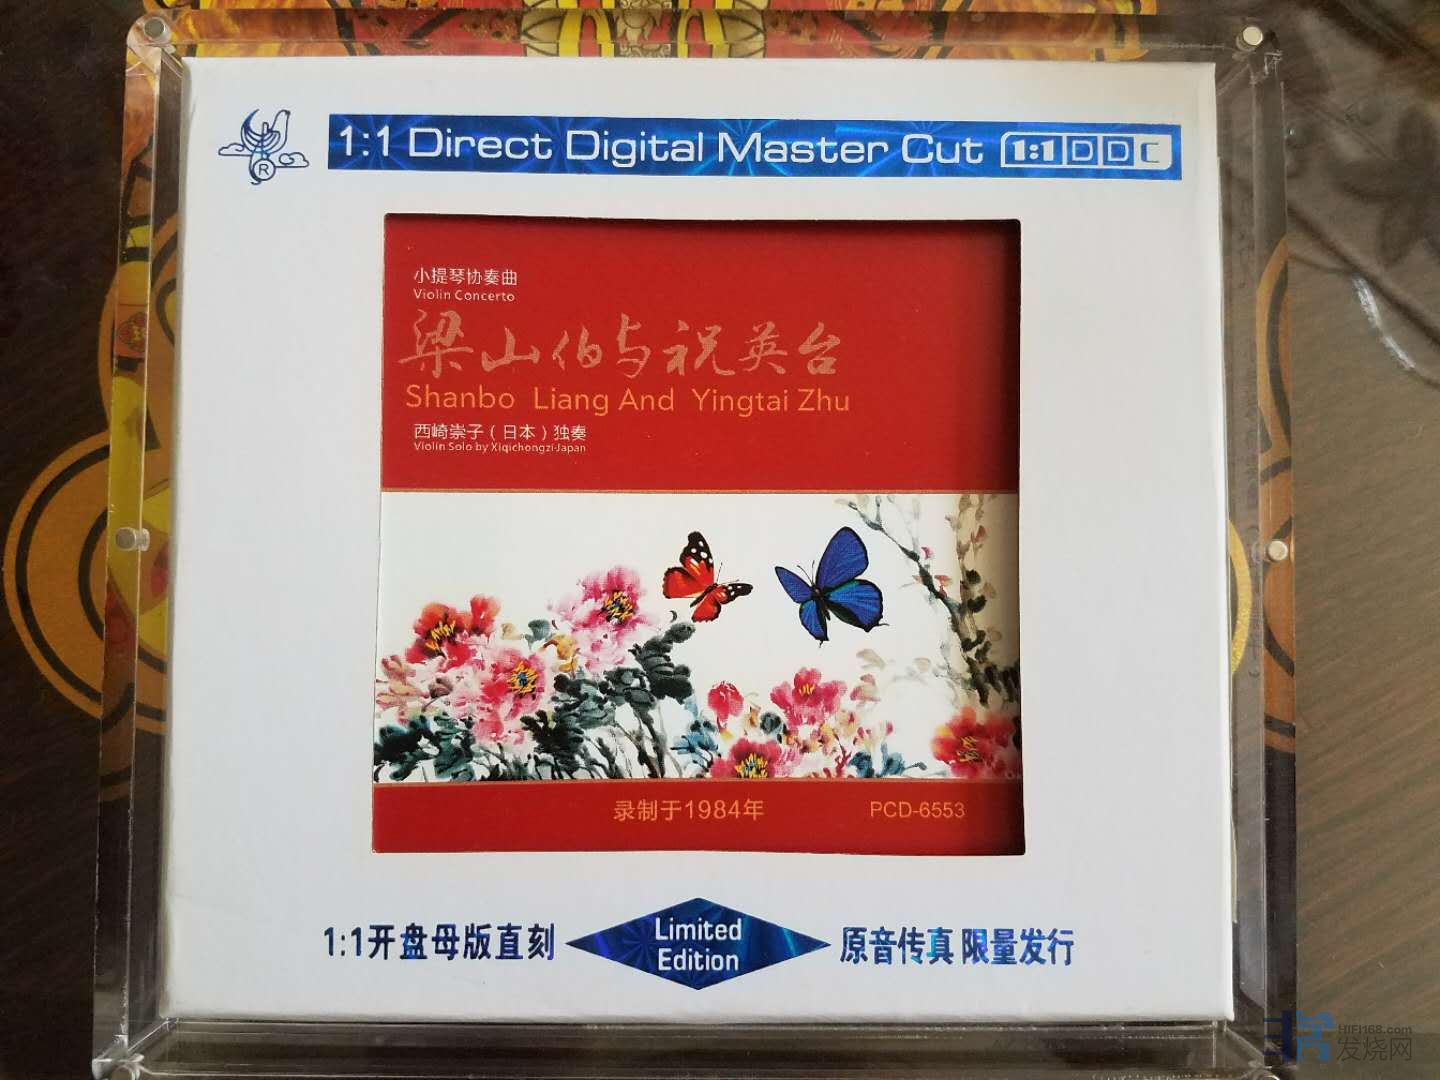 1:1 Direct Digital Master Cut 1:1 DDC
R
小提琴协奏曲
Violin Concerto
梁山伯与祝英台
Shanbo Liang And Yingtai Zhu
西崎崇子（日本）独奏
Violin Solo by Xiqichongzi·Japan
录制于1984年 PCD-6553
1:1开盘母版直刻
Limited
Edition
原音传真 限量发行
HIFI168.com
发烧网